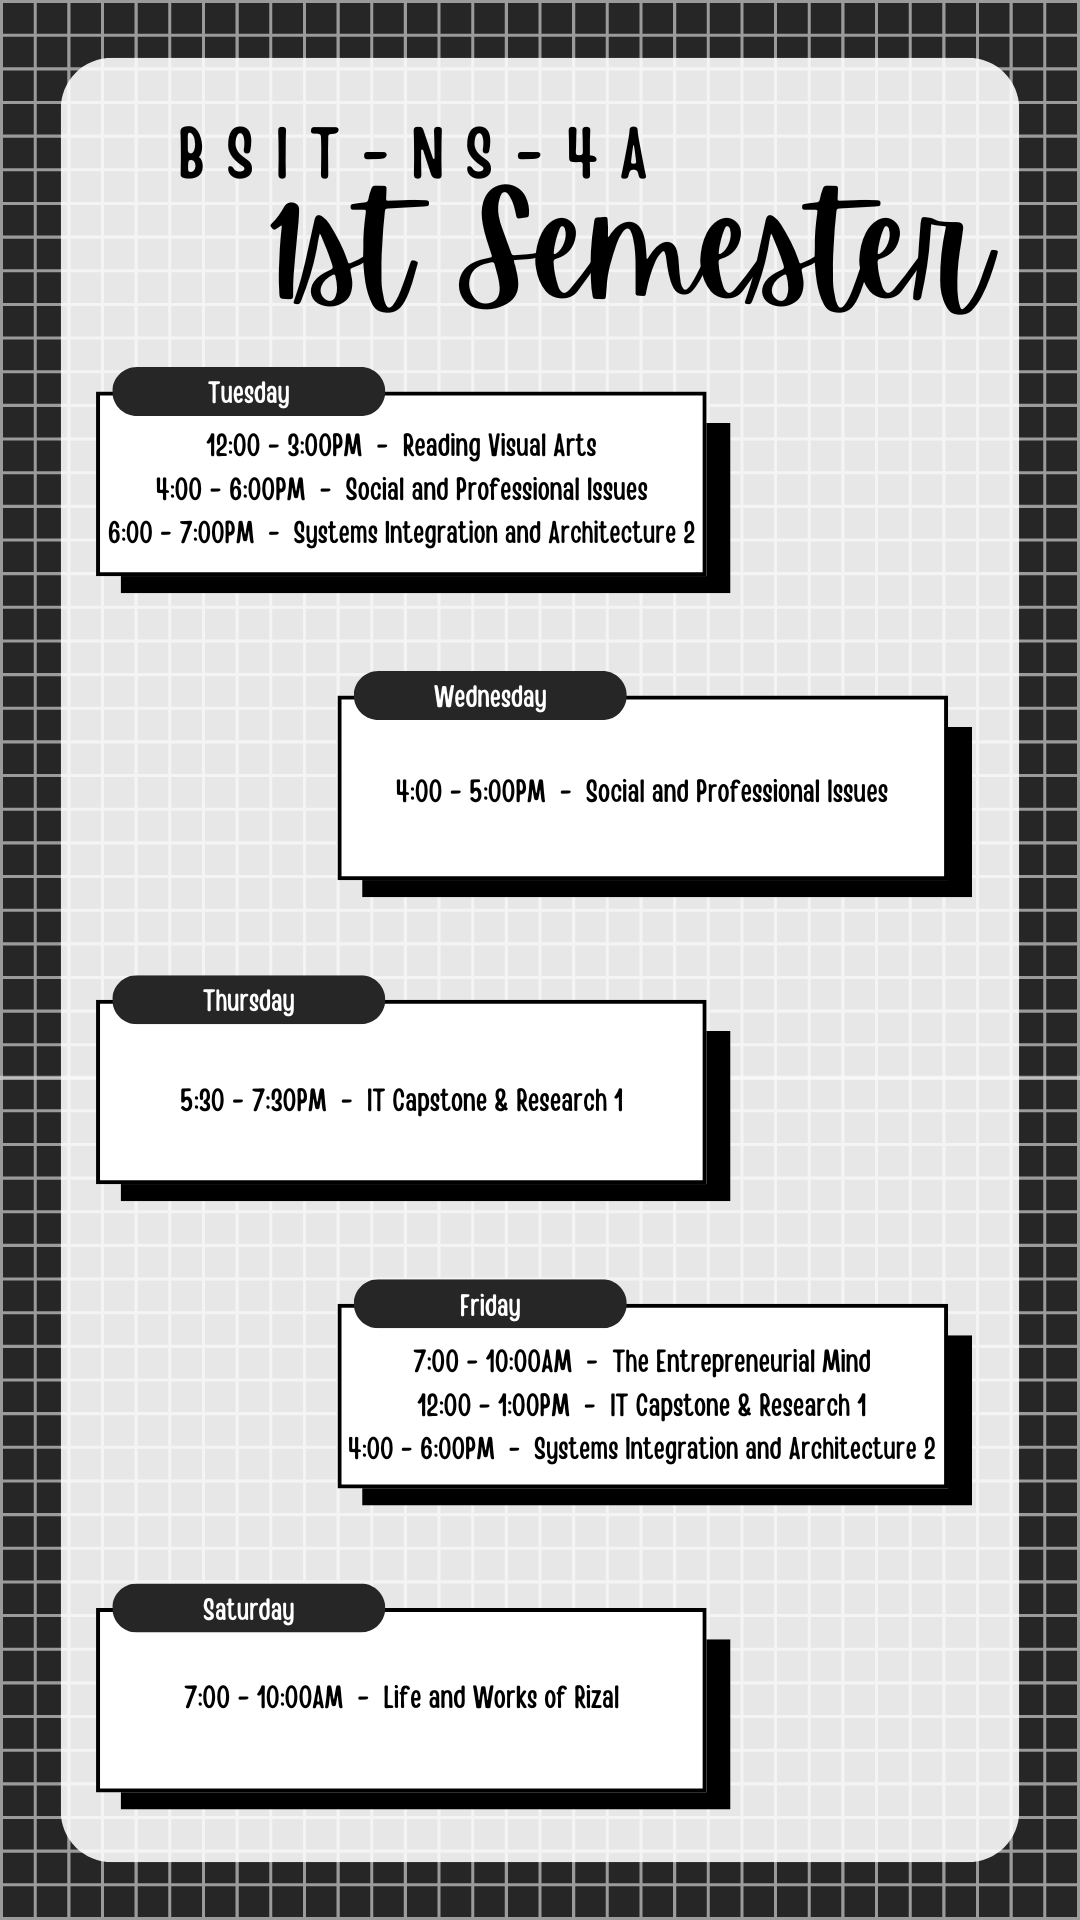 BSIT-NS-4A
1st Semester
Tuesday
12:00 - 3:00PM - Reading Visual Arts
4:00 - 6:00PM - Social and Professional Issues
6:00 - 7:00PM - Systems Integration and Architecture 2
Wednesday
4:00 - 5:00PM - Social and Professional Issues
Thursday
5:30 - 7:30PM - IT Capstone & Research 1
Friday
7:00 - 10:00AM - The Entrepreneurial Mind
12:00 - 1:00PM - IT Capstone & Research 1
4:00 - 6:00PM - Systems Integration and Architecture 2
Saturday
7:00 - 10:00AM - Life and Works of Rizal